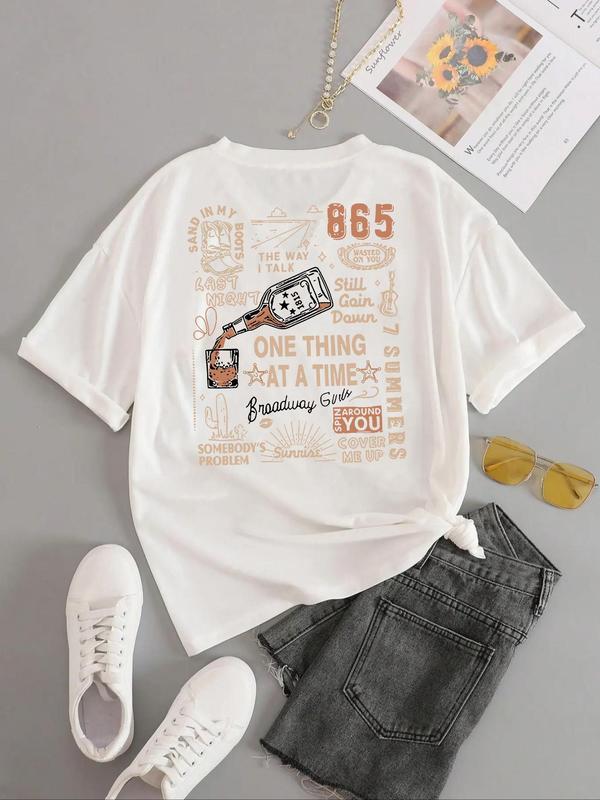 Sunflower
SAND IN MY BOOTS
THE WAY
I TALK
865
WASTED
ON YOU
LAST
NIGHT
Still
Goin
Down
ONE THING
AT A TIME
7 SUMMERS
Broadway Girls
SPIN
AROUND
YOU
SOMEBODY'S
PROBLEM
Sunrise
COVER
ME UP